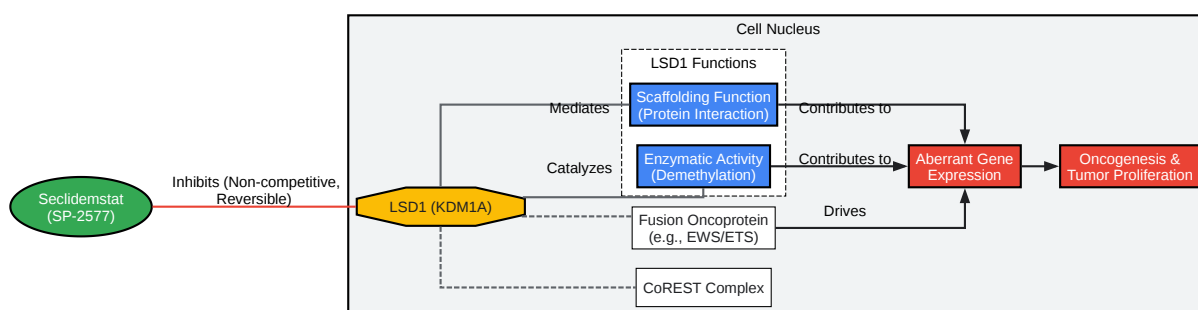 Cell Nucleus
LSD1 Functions
Scaffolding Function
(Protein Interaction)
Mediates
Contributes to
Enzymatic Activity
(Demethylation)
Catalyzes
Contributes to
Aberrant Gene
Expression
Oncogenesis &
Tumor Proliferation
Inhibits (Non-competitive,
Reversible)
Seclidemstat
(SP-2577)
LSD1 (KDM1A)
Fusion Oncoprotein
(e.g., EWS/ETS)
Drives
CoREST Complex